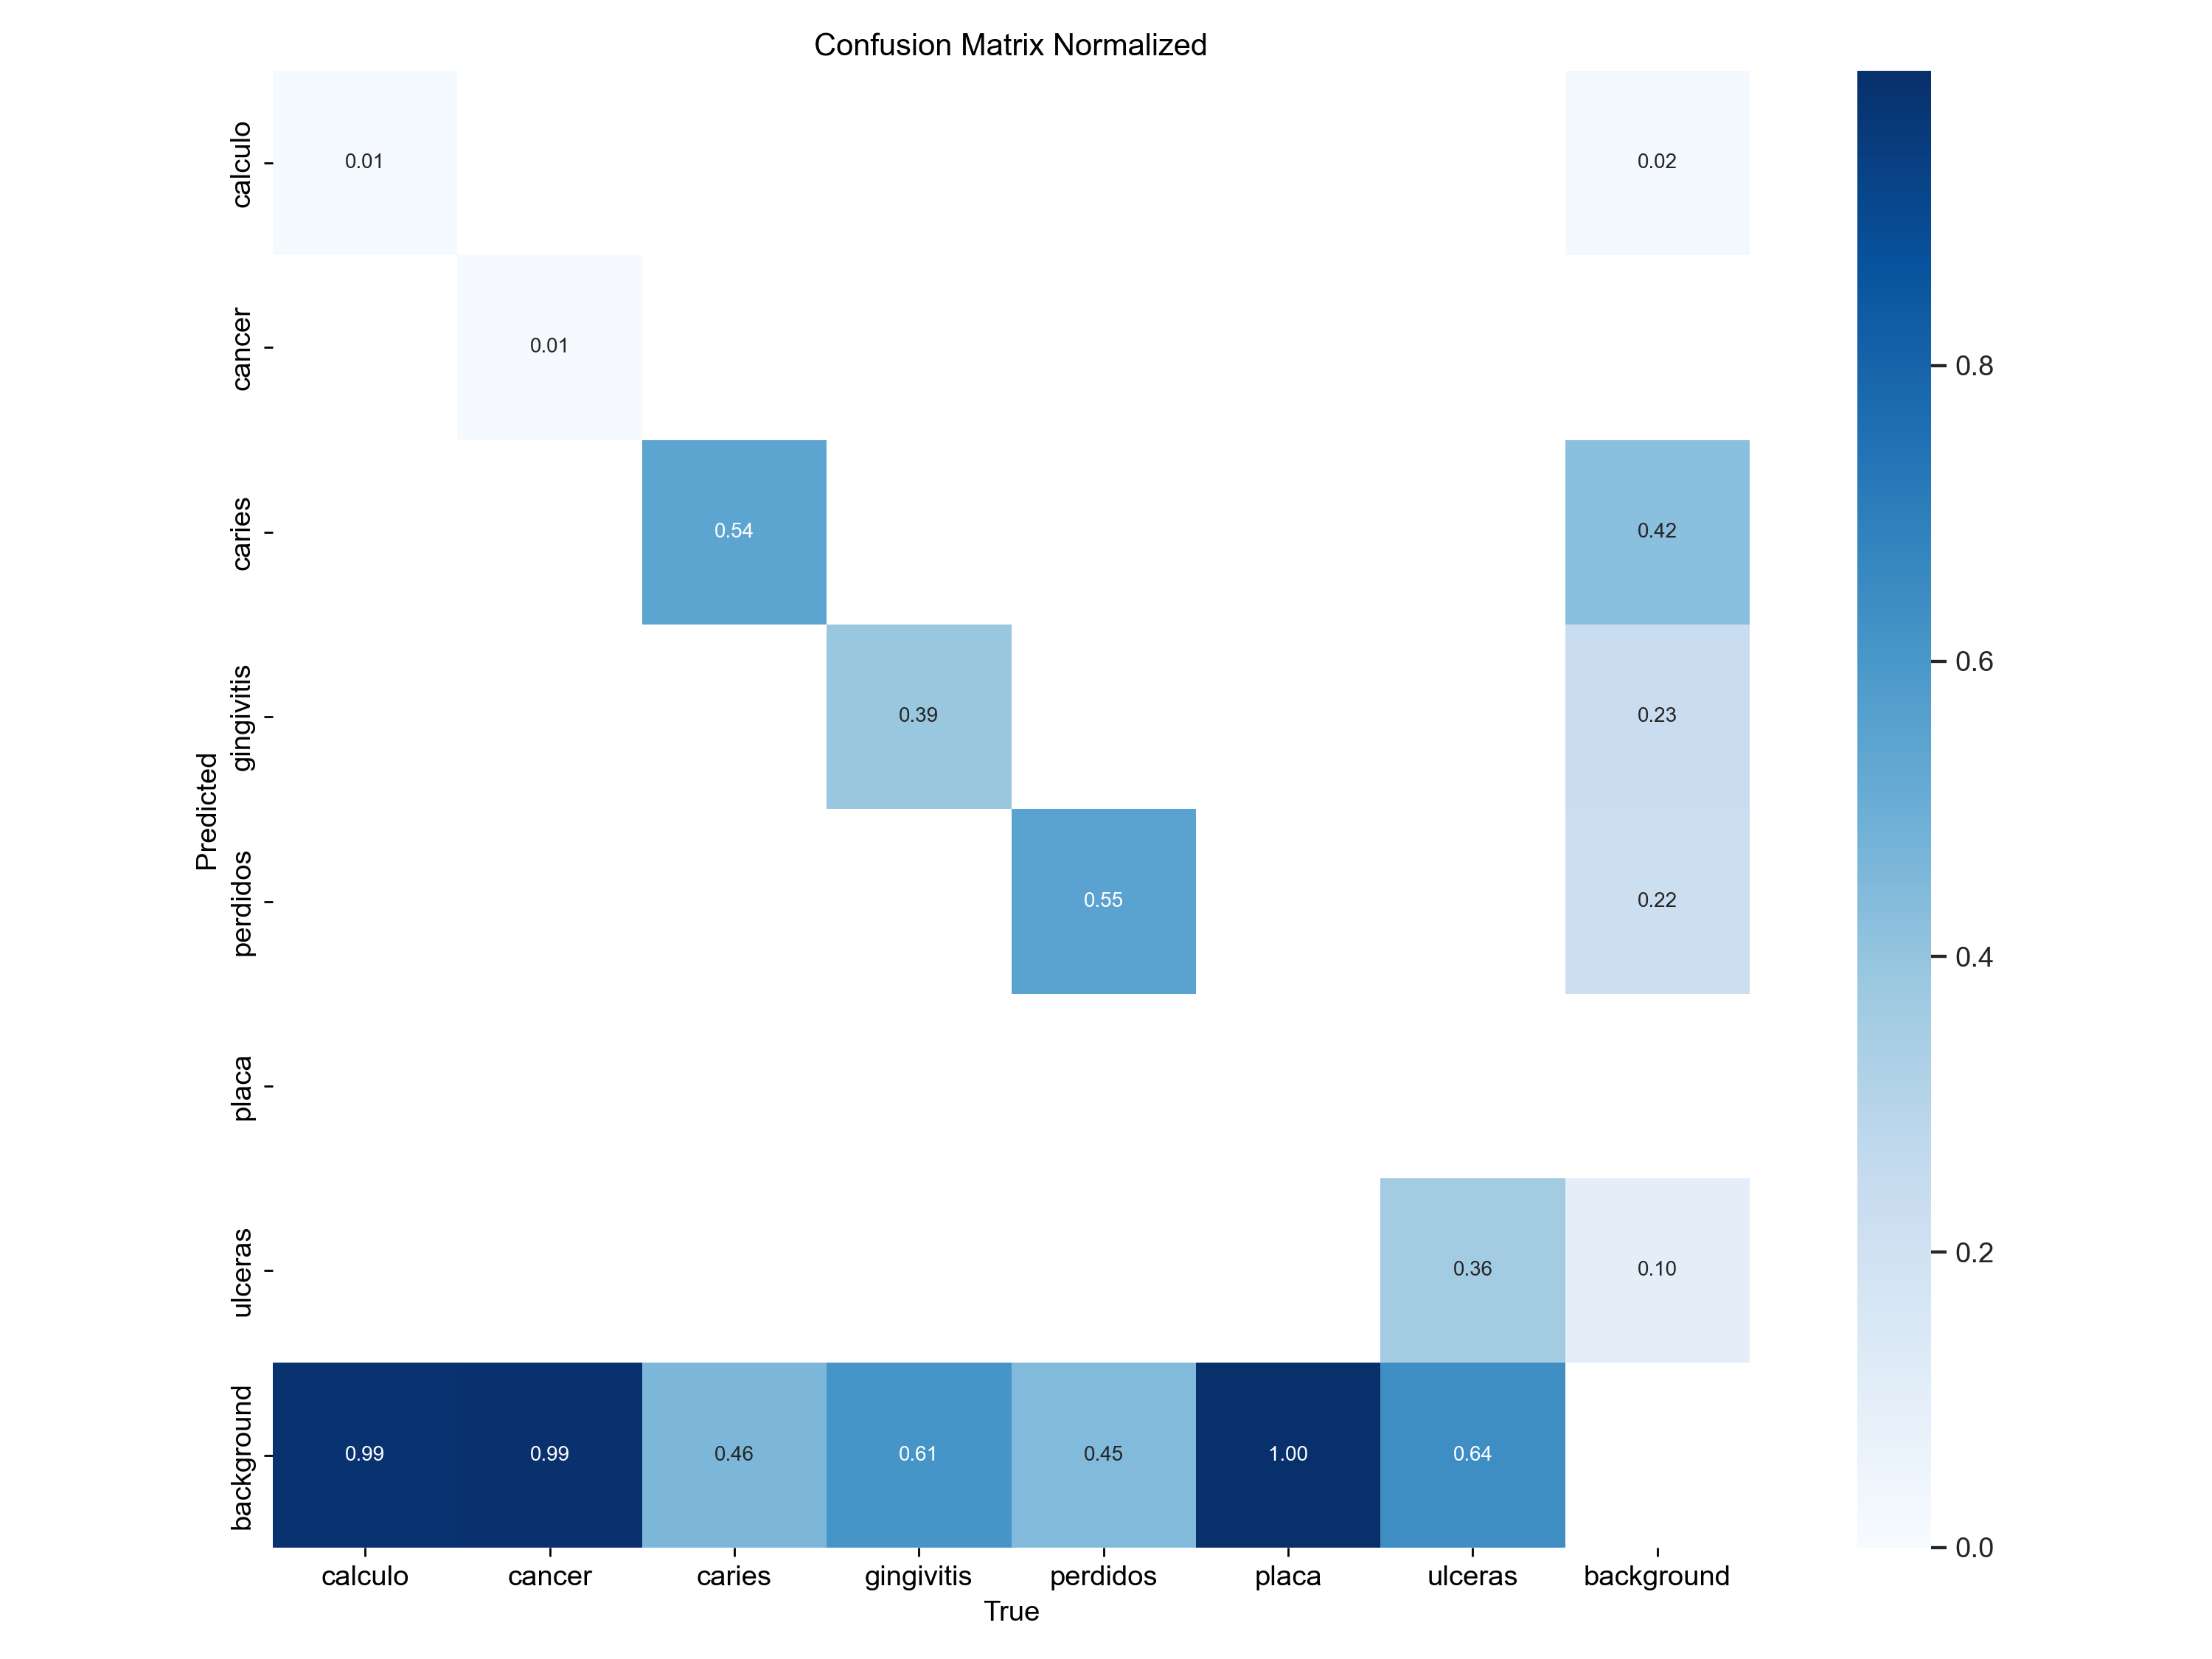 Confusion Matrix Normalized
calculo
0.01
0.02
cancer
0.01
caries
0.54
0.42
gingivitis
0.39
0.23
perdidos
0.55
0.22
placa
ulceras
0.36
0.10
background
0.99
0.99
0.46
0.61
0.45
1.00
0.64
Predicted
calculo
cancer
caries
gingivitis
perdidos
placa
ulceras
background
True
0.8
0.6
0.4
0.2
0.0